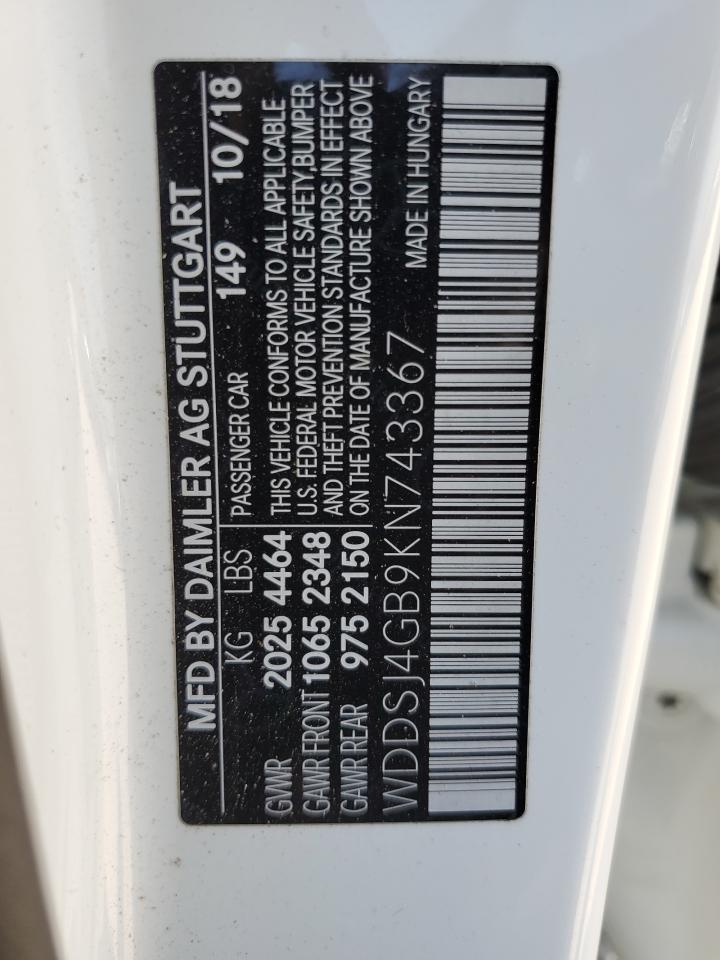 MFD BY DAIMLER AG STUTTGART
KG LBS PASSENGER CAR 149 10/18
GWWR 2025 4464 THIS VEHICLE CONFORMS TO ALL APPLICABLE
GAWR FRONT 1065 2348 U.S. FEDERAL MOTOR VEHICLE SAFETY,BUMPER
GAWR REAR 975 2150 AND THEFT PREVENTION STANDARDS IN EFFECT
ON THE DATE OF MANUFACTURE SHOWN ABOVE
WDDSJ4GB9KN743367 MADE IN HUNGARY